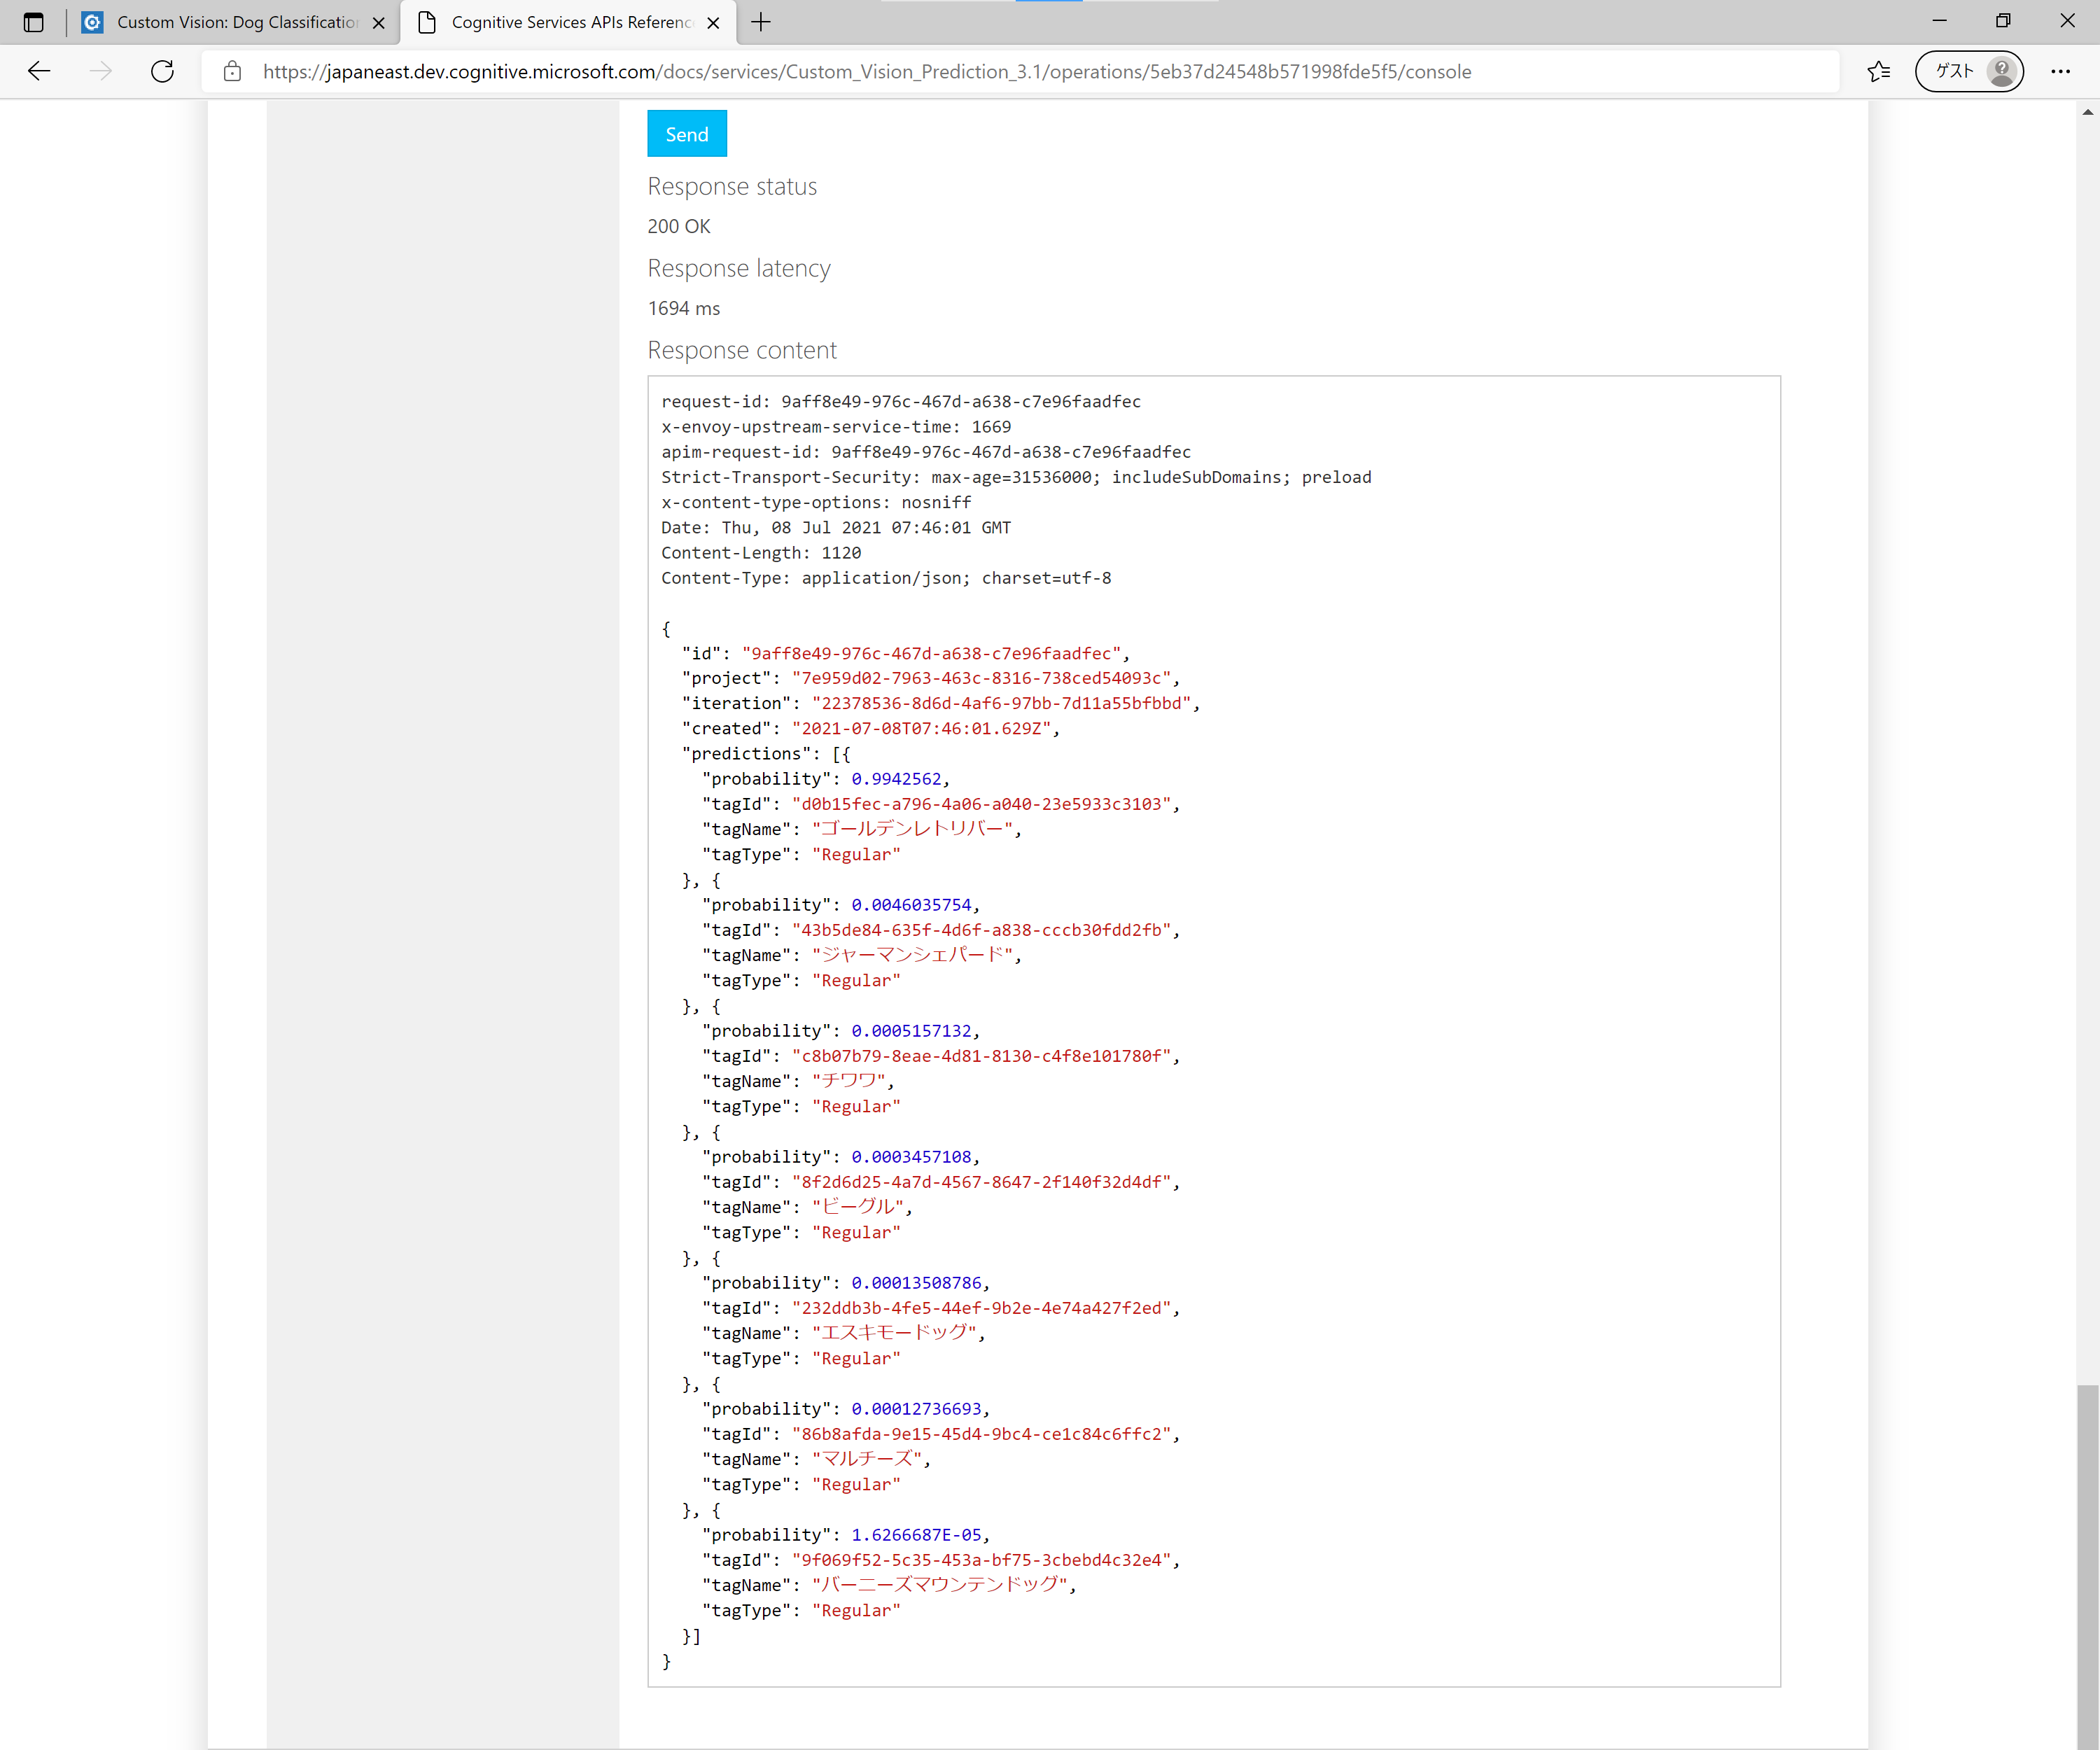 Custom Vision: Dog Classification
Cognitive Services APIs Referenc
https://japaneast.dev.cognitive.microsoft.com/docs/services/Custom_Vision_Prediction_3.1/operations/5eb37d24548b571998fde5f5/console
ゲスト
Send
Response status
200 OK
Response latency
1694 ms
Response content
request-id: 9aff8e49-976c-467d-a638-c7e96faadfec
x-envoy-upstream-service-time: 1669
apim-request-id: 9aff8e49-976c-467d-a638-c7e96faadfec
Strict-Transport-Security: max-age=31536000; includeSubDomains; preload
x-content-type-options: nosniff
Date: Thu, 08 Jul 2021 07:46:01 GMT
Content-Length: 1120
Content-Type: application/json; charset=utf-8
{
"id": "9aff8e49-976c-467d-a638-c7e96faadfec",
"project": "7e959d02-7963-463c-8316-738ced54093c",
"iteration": "22378536-8d6d-4af6-97bb-7d11a55bfbbd",
"created": "2021-07-08T07:46:01.629Z",
"predictions": [{
"probability": 0.9942562,
"tagId": "d0b15fec-a796-4a06-a040-23e5933c3103",
"tagName": "ゴールデンレトリバー",
"tagType": "Regular"
}, {
"probability": 0.0046035754,
"tagId": "43b5de84-635f-4d6f-a838-cccb30fdd2fb",
"tagName": "ジャーマンシェパード",
"tagType": "Regular"
}, {
"probability": 0.0005157132,
"tagId": "c8b07b79-8eae-4d81-8130-c4f8e101780f",
"tagName": "チワワ",
"tagType": "Regular"
}, {
"probability": 0.0003457108,
"tagId": "8f2d6d25-4a7d-4567-8647-2f140f32d4df",
"tagName": "ビーグル",
"tagType": "Regular"
}, {
"probability": 0.00013508786,
"tagId": "232ddb3b-4fe5-44ef-9b2e-4e74a427f2ed",
"tagName": "エスキモードッグ",
"tagType": "Regular"
}, {
"probability": 0.00012736693,
"tagId": "86b8afda-9e15-45d4-9bc4-ce1c84c6ffc2",
"tagName": "マルチーズ",
"tagType": "Regular"
}, {
"probability": 1.6266687E-05,
"tagId": "9f069f52-5c35-453a-bf75-3cbebd4c32e4",
"tagName": "バーニーズマウンテンドッグ",
"tagType": "Regular"
}]
}